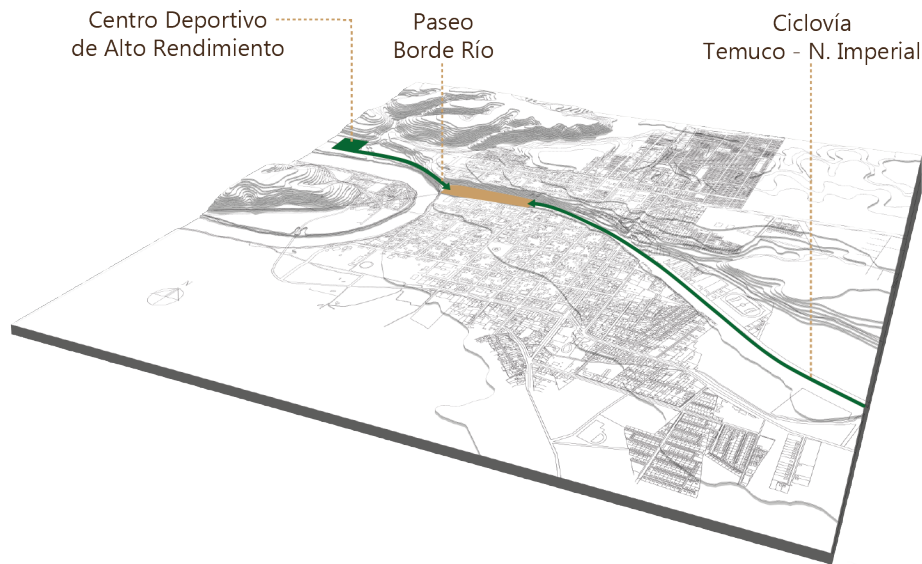 Centro Deportivo
de Alto Rendimiento
Paseo
Borde Río
Ciclovía
Temuco - N. Imperial
N